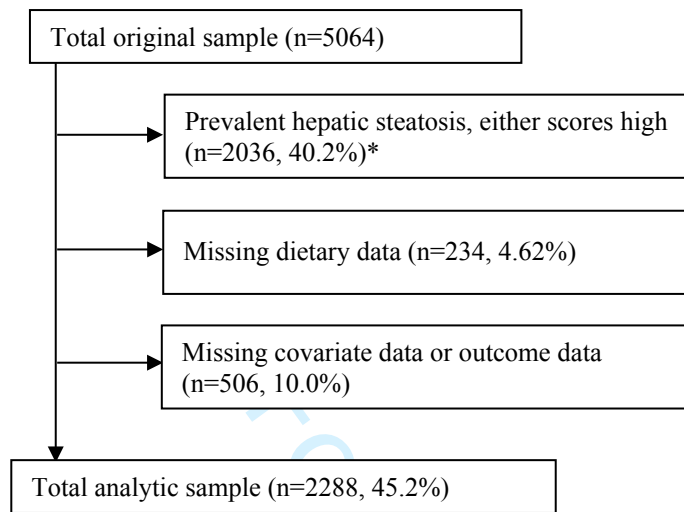 Total original sample (n=5064)
Prevalent hepatic steatosis, either scores high
(n=2036, 40.2%)*
Missing dietary data (n=234, 4.62%)
Missing covariate data or outcome data
(n=506, 10.0%)
Total analytic sample (n=2288, 45.2%)